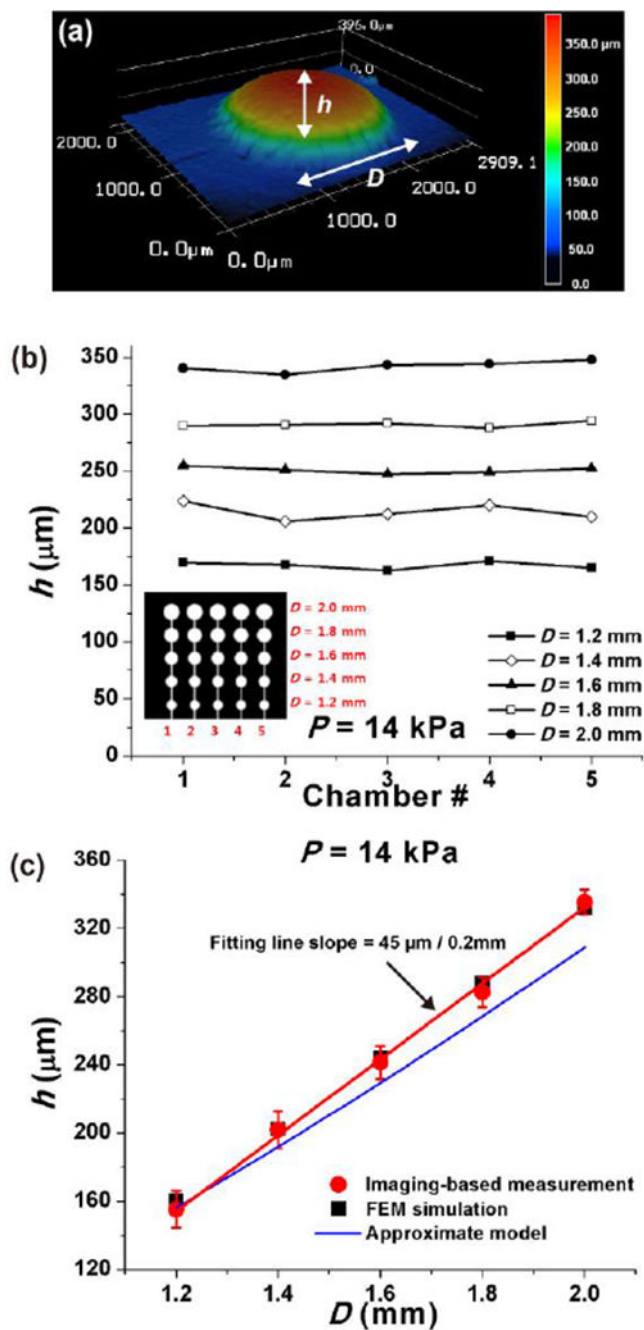 (a)
396.0μm
0.0
h
D
2000.0
1000.0
0.0μm
0.0μm
1000.0
2000.0
2909.1
350.0 μm
300.0
250.0
200.0
150.0
100.0
50.0
0.0
(b)
350
300
250
200
150
100
50
0
h (μm)
D = 2.0 mm
D = 1.8 mm
D = 1.6 mm
D = 1.4 mm
D = 1.2 mm
1 2 3 4 5
P = 14 kPa
D = 1.2 mm
D = 1.4 mm
D = 1.6 mm
D = 1.8 mm
D = 2.0 mm
1 2 3 4 5
Chamber #
(c)
P = 14 kPa
360
320
280
240
200
160
120
h (μm)
Fitting line slope = 45 μm / 0.2mm
Imaging-based measurement
FEM simulation
Approximate model
1.2 1.4 1.6 1.8 2.0
D (mm)